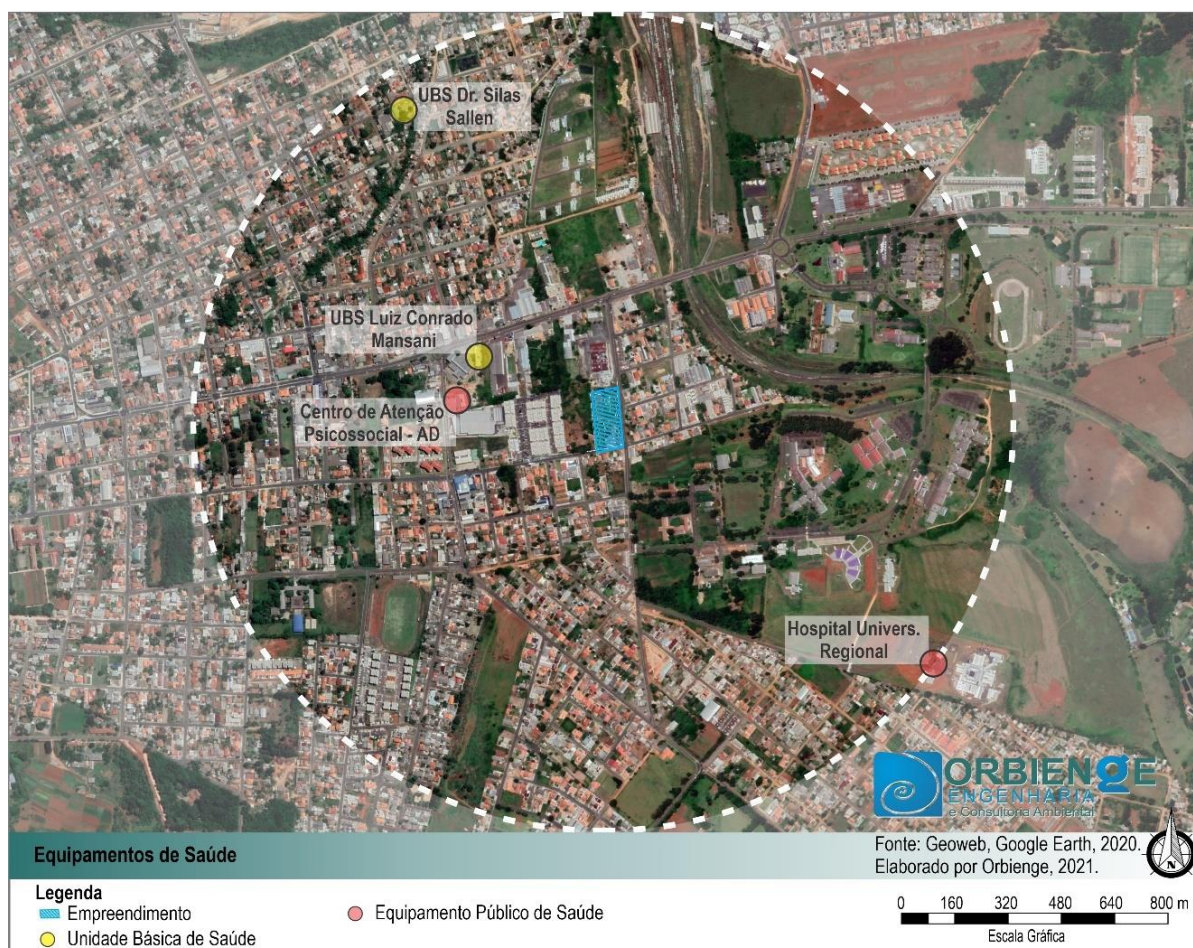 UBS Dr. Silas
Sallen
UBS Luiz Conrado
Mansani
Centro de Atenção
Psicossocial - AD
Hospital Univers.
Regional
ORBIENGE
ENGENHARIA
e Consultoria Ambiental
Equipamentos de Saúde
Fonte: Geoweb, Google Earth, 2020.
Elaborado por Orbienge, 2021.
N
Legenda
Empreendimento
Equipamento Público de Saúde
Unidade Básica de Saúde
0 160 320 480 640 800 m
Escala Gráfica